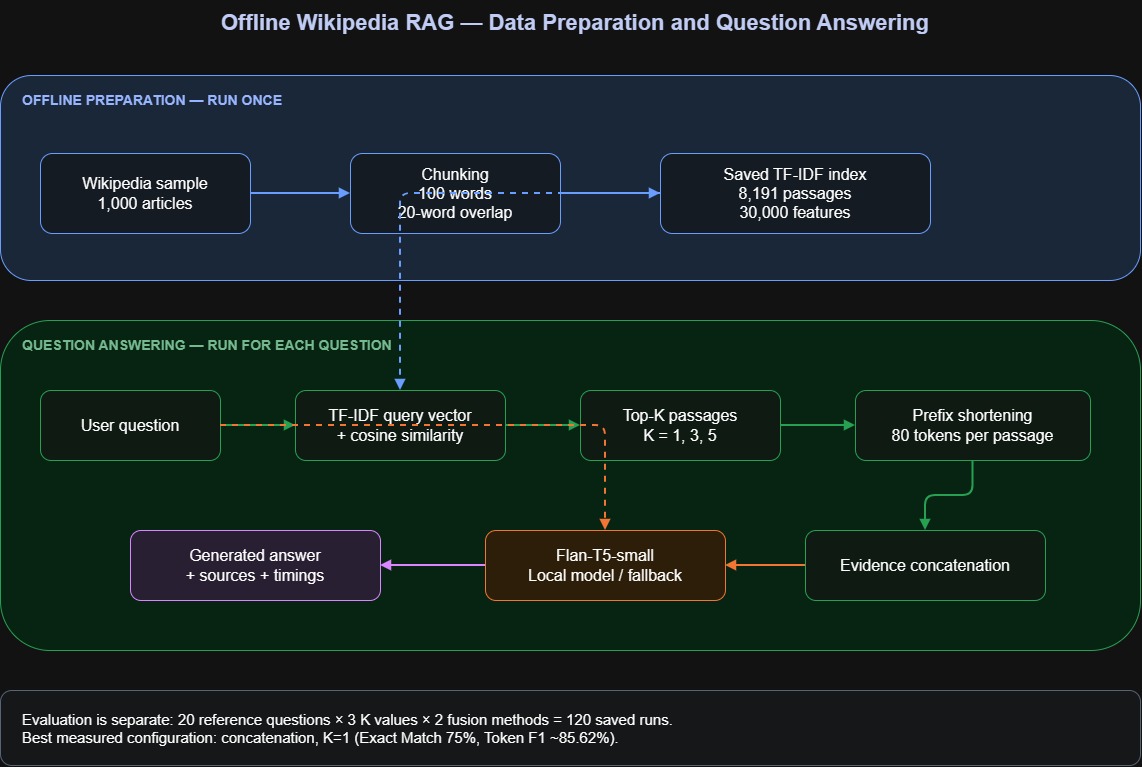 Offline Wikipedia RAG — Data Preparation and Question Answering
OFFLINE PREPARATION — RUN ONCE
Wikipedia sample
1,000 articles
Chunking
100 words
20-word overlap
Saved TF-IDF index
8,191 passages
30,000 features
QUESTION ANSWERING — RUN FOR EACH QUESTION
User question
TF-IDF query vector
+ cosine similarity
Top-K passages
K = 1, 3, 5
Prefix shortening
80 tokens per passage
Generated answer
+ sources + timings
Flan-T5-small
Local model / fallback
Evidence concatenation
Evaluation is separate: 20 reference questions × 3 K values × 2 fusion methods = 120 saved runs.
Best measured configuration: concatenation, K=1 (Exact Match 75%, Token F1 ~85.62%).